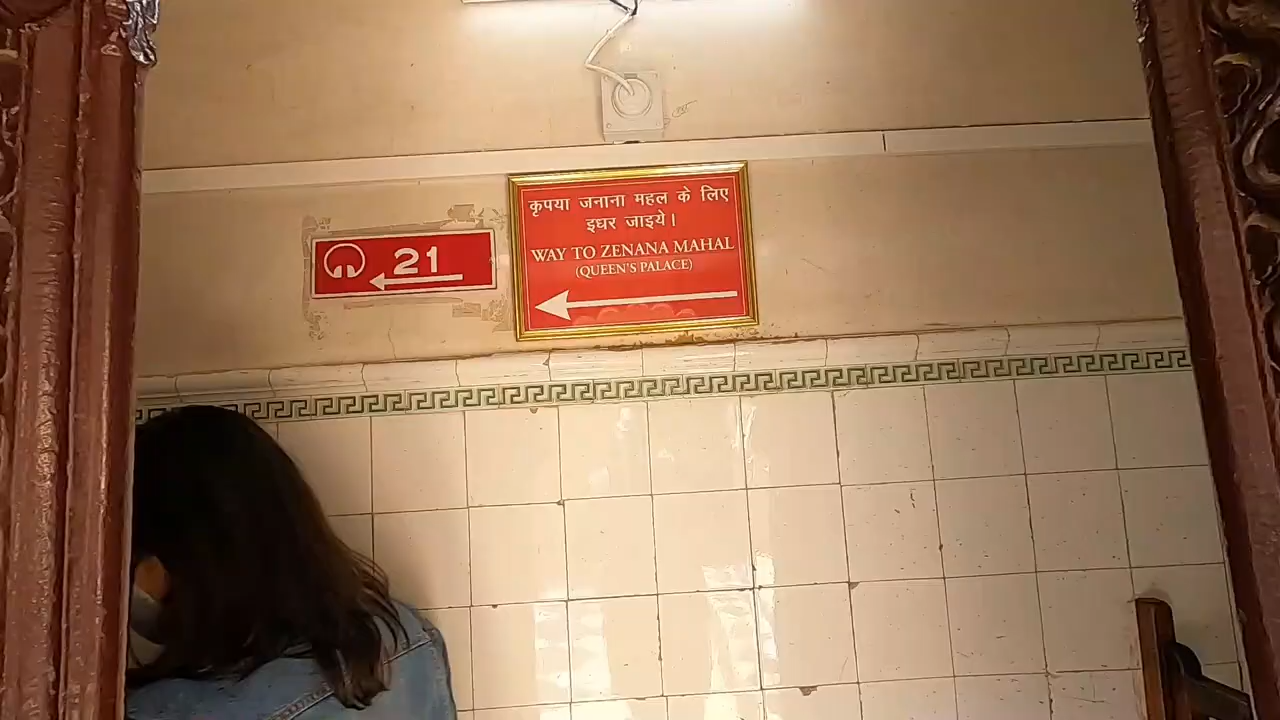 21
कृपया जनाना महल के लिए
इधर जाइये।
WAY TO ZENANA MAHAL
(QUEEN'S PALACE)